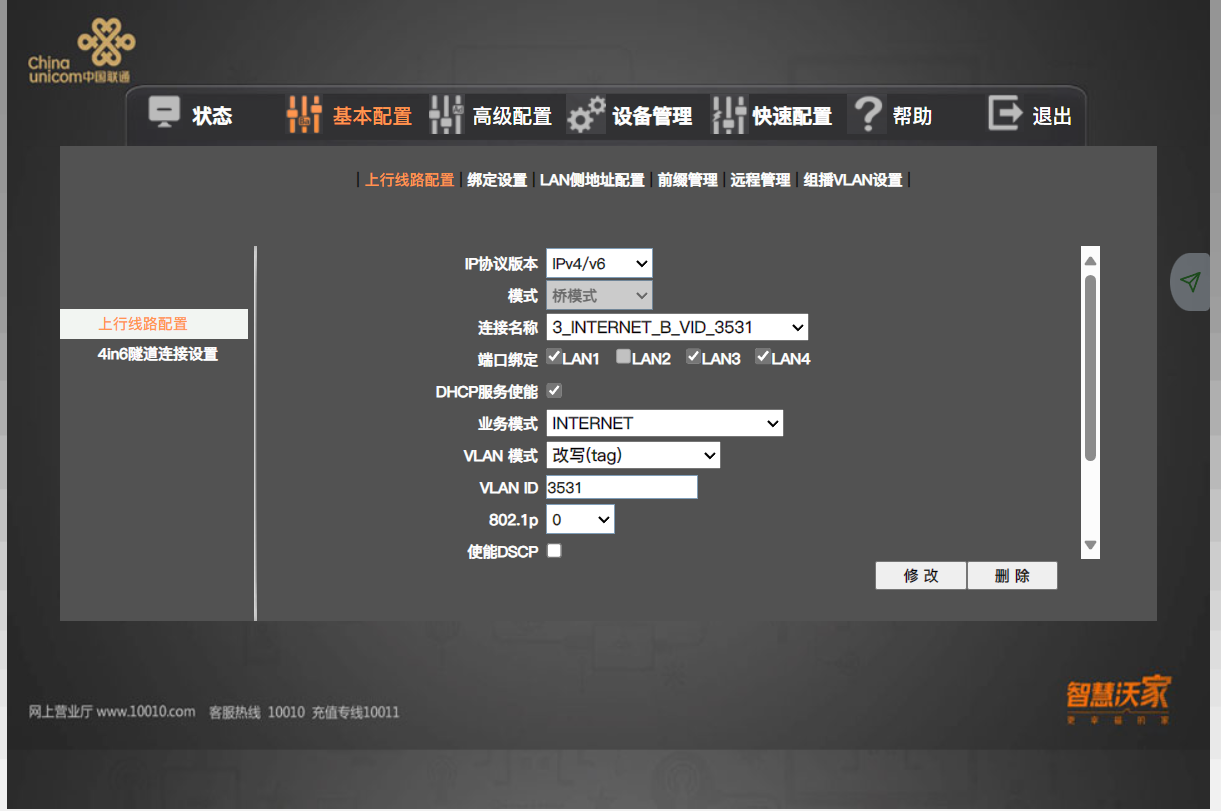 China
unicom中国联通
状态 基本配置 高级配置 设备管理 快速配置 帮助 退出
上行线路配置 绑定设置 LAN侧地址配置 前缀管理 远程管理 组播VLAN设置
上行线路配置
4in6隧道连接设置
IP协议版本 IPv4/v6
模式 桥模式
连接名称 3_INTERNET_B_VID_3531
端口绑定 LAN1 LAN2 LAN3 LAN4
DHCP服务使能
业务模式 INTERNET
VLAN 模式 改写(tag)
VLAN ID 3531
802.1p 0
使能DSCP
修 改 删 除
智慧沃家
网上营业厅 www.10010.com 客服热线 10010 充值专线10011